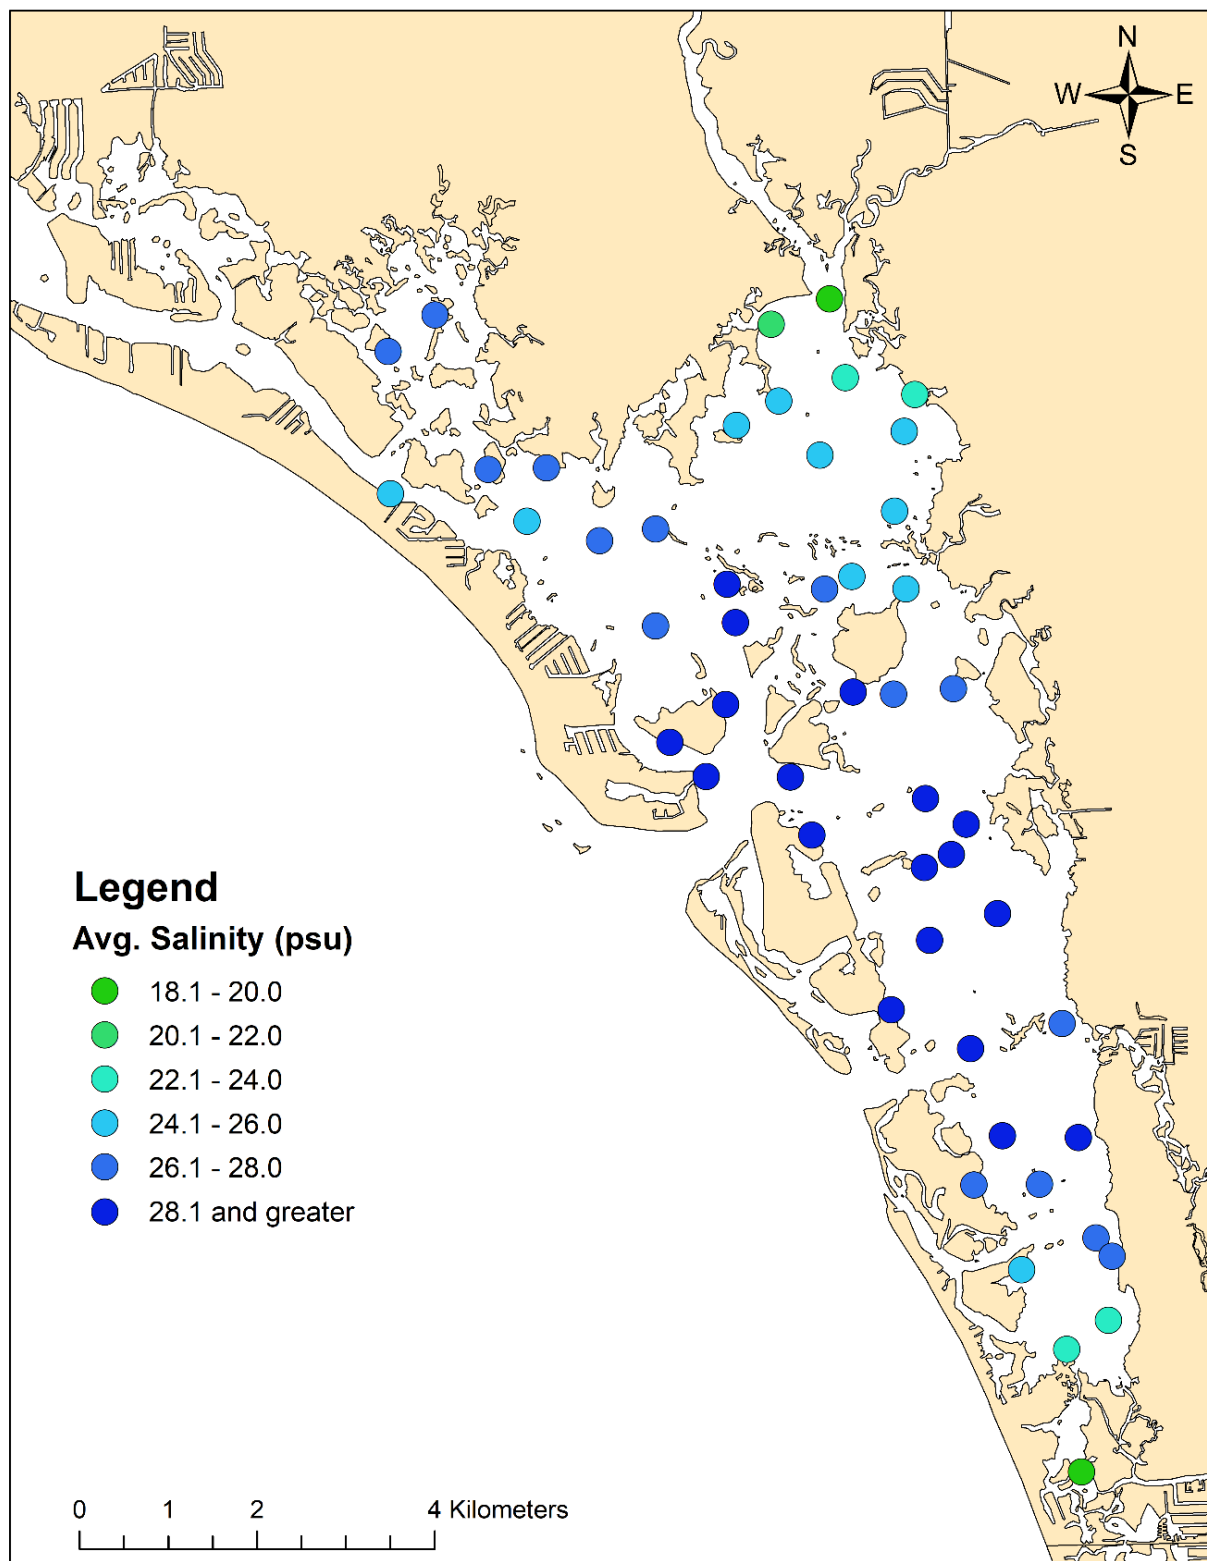 N
W E
S
Legend
Avg. Salinity (psu)
18.1 - 20.0
20.1 - 22.0
22.1 - 24.0
24.1 - 26.0
26.1 - 28.0
28.1 and greater
0 1 2 4 Kilometers